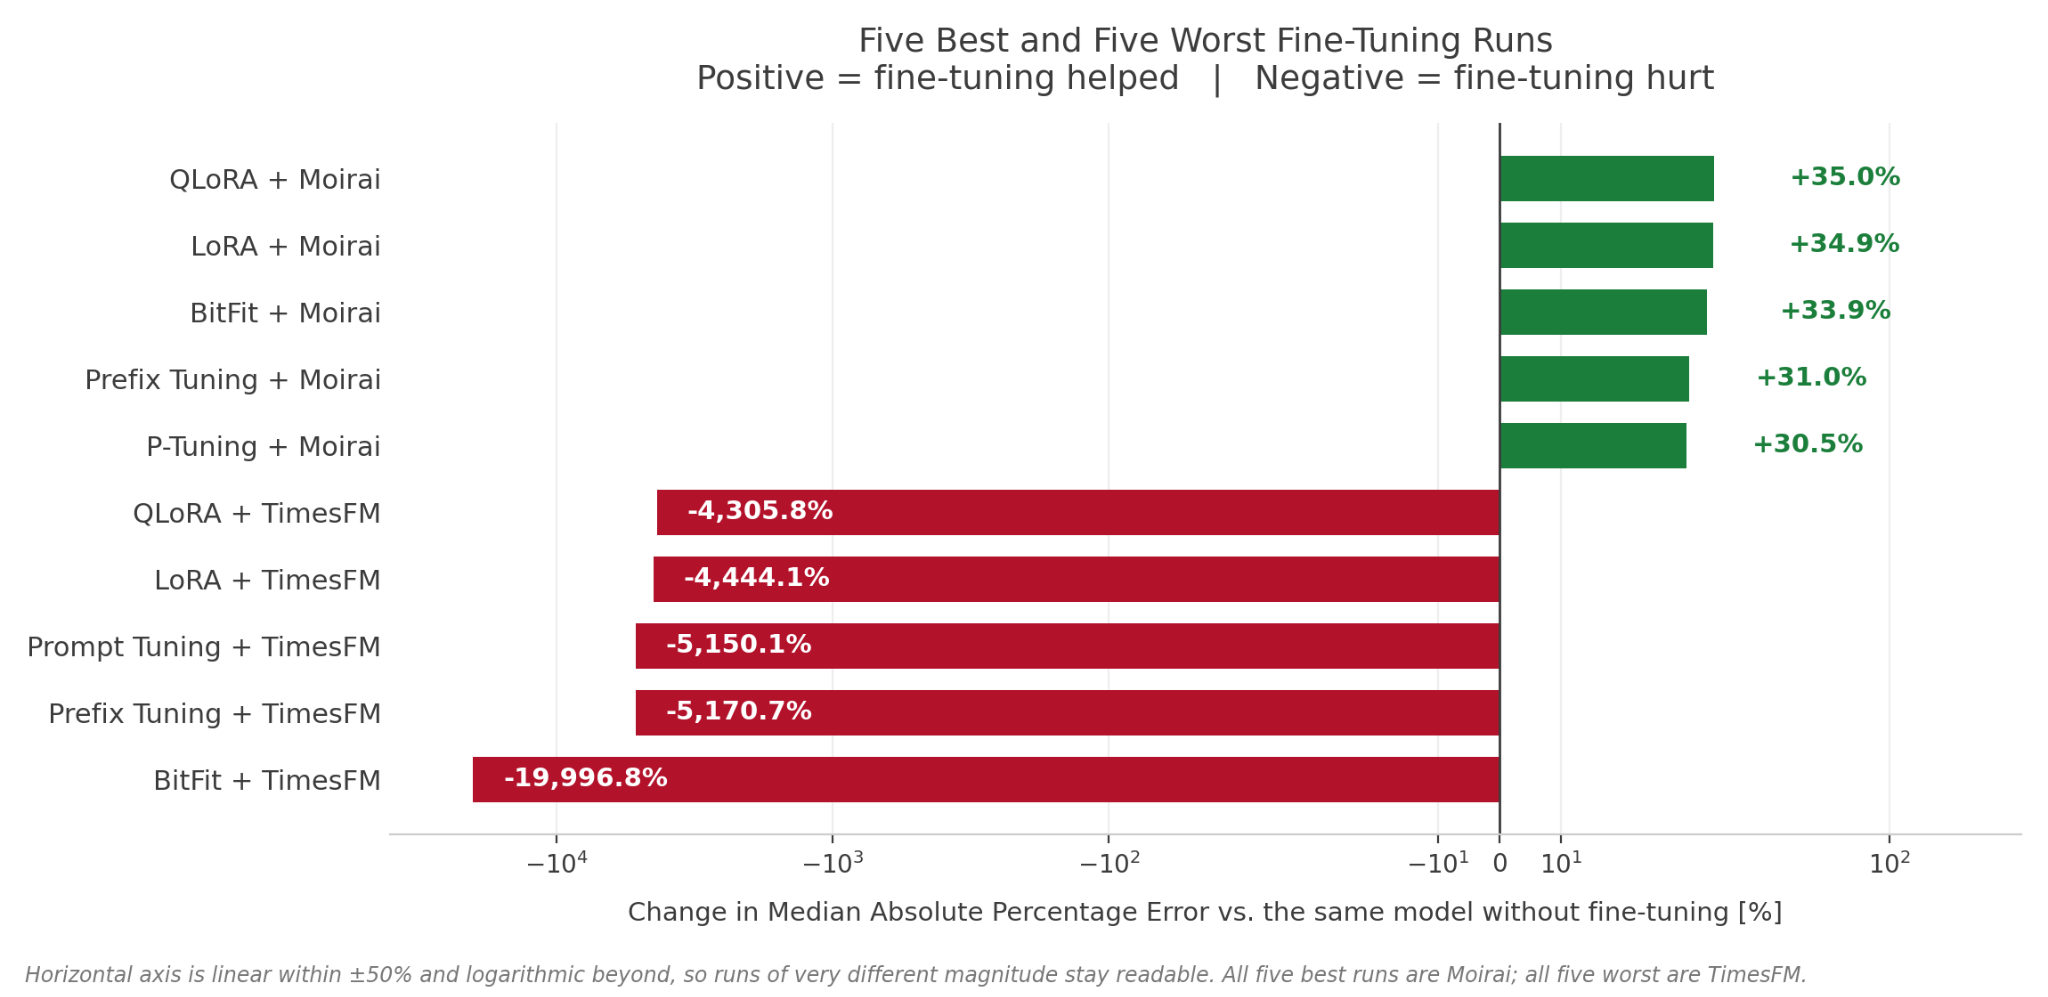 Five Best and Five Worst Fine-Tuning Runs
Positive = fine-tuning helped | Negative = fine-tuning hurt
QLoRA + Moirai +35.0%
LoRA + Moirai +34.9%
BitFit + Moirai +33.9%
Prefix Tuning + Moirai +31.0%
P-Tuning + Moirai +30.5%
QLoRA + TimesFM -4,305.8%
LoRA + TimesFM -4,444.1%
Prompt Tuning + TimesFM -5,150.1%
Prefix Tuning + TimesFM -5,170.7%
BitFit + TimesFM -19,996.8%
−10⁴ −10³ −10² −10¹ 0 10¹ 10²
Change in Median Absolute Percentage Error vs. the same model without fine-tuning [%]
Horizontal axis is linear within ±50% and logarithmic beyond, so runs of very different magnitude stay readable. All five best runs are Moirai; all five worst are TimesFM.